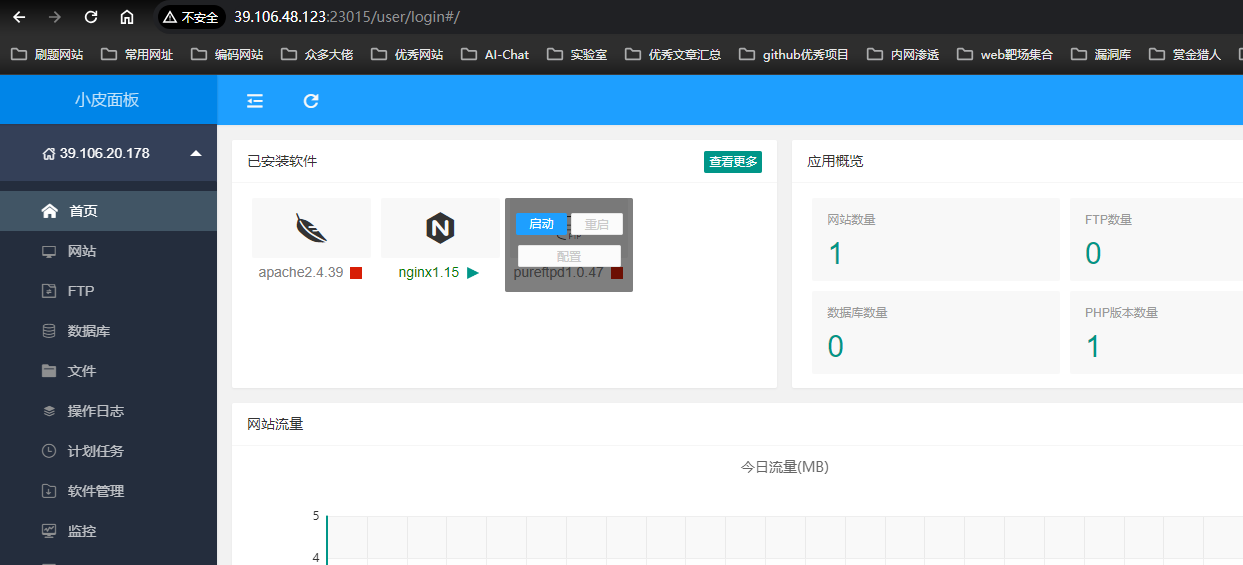 不安全 39.106.48.123:23015/user/login#/
刷题网站 常用网址 编码网站 众多大佬 优秀网站 AI-Chat 实验室 优秀文章汇总 github优秀项目 内网渗透 web靶场集合 漏洞库 赏金猎人
小皮面板
39.106.20.178
首页
网站
FTP
数据库
文件
操作日志
计划任务
软件管理
监控
已安装软件 查看更多
启动 重启
配置
apache2.4.39 nginx1.15 pureftpd1.0.47
应用概览
网站数量 FTP数量
1 0
数据库数量 PHP版本数量
0 1
网站流量
今日流量(MB)
5
4